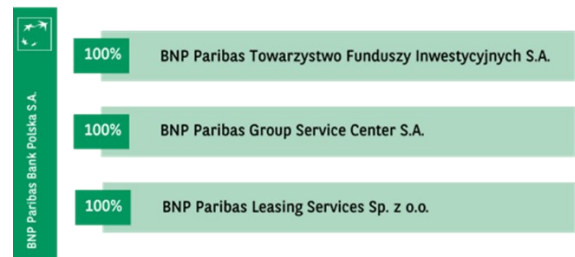 BNP Paribas Bank Polska S.A.
100% BNP Paribas Towarzystwo Funduszy Inwestycyjnych S.A.
100% BNP Paribas Group Service Center S.A.
100% BNP Paribas Leasing Services Sp. z o.o.